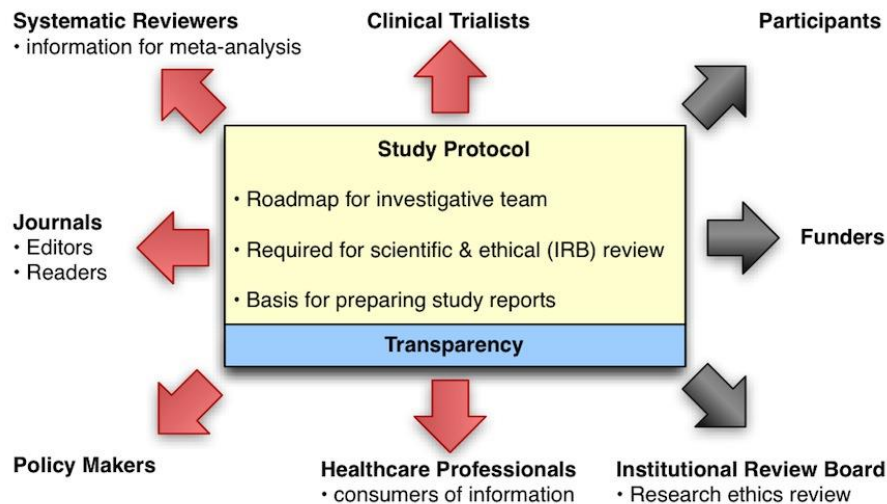 Systematic Reviewers
• information for meta-analysis
Clinical Trialists
Participants
Study Protocol
• Roadmap for investigative team
• Required for scientific & ethical (IRB) review
• Basis for preparing study reports
Transparency
Journals
• Editors
• Readers
Funders
Policy Makers
Healthcare Professionals
• consumers of information
Institutional Review Board
• Research ethics review